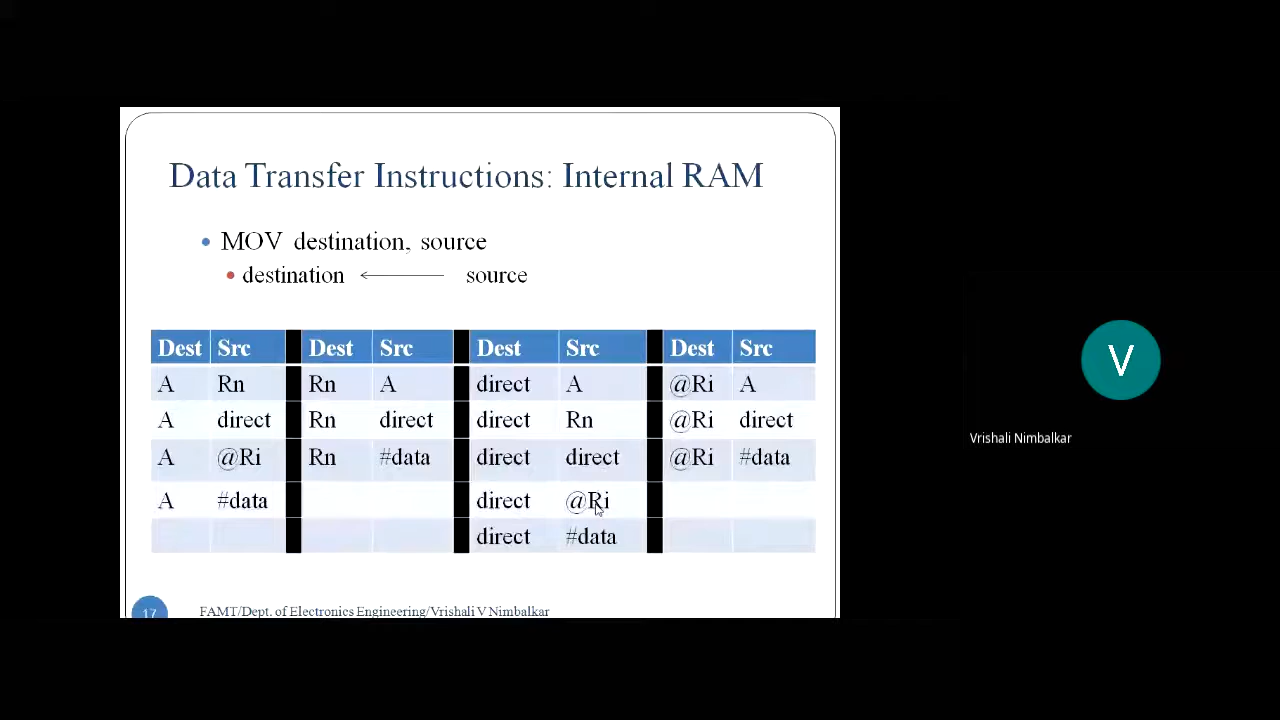 Data Transfer Instructions: Internal RAM
• MOV destination, source
• destination ← source
Dest Src Dest Src Dest Src Dest Src
A Rn Rn A direct A @Ri A
A direct Rn direct direct Rn @Ri direct
A @Ri Rn #data direct direct @Ri #data
A #data direct @Ri
direct #data
17 FAMT/Dept. of Electronics Engineering/Vrishali V Nimbalkar
V
Vrishali Nimbalkar